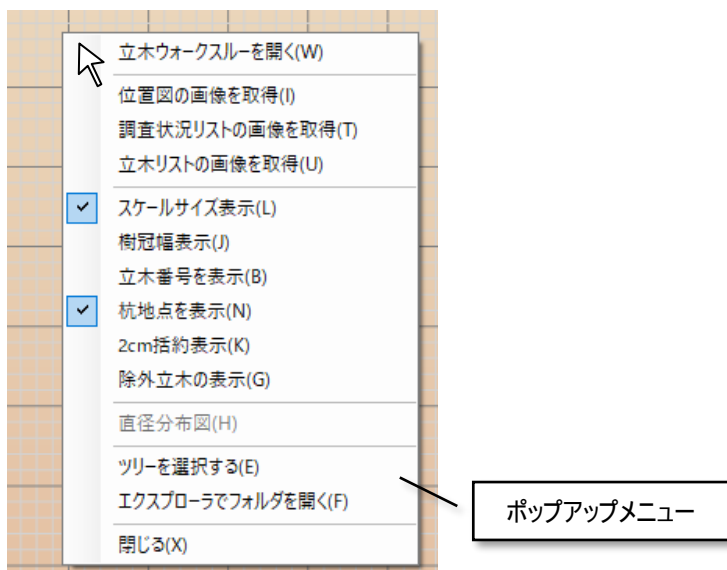 立木ウォークスルーを開く(W)
位置図の画像を取得(I)
調査状況リストの画像を取得(T)
立木リストの画像を取得(U)
スケールサイズ表示(L)
樹冠幅表示(J)
立木番号を表示(B)
杭地点を表示(N)
2cm括約表示(K)
除外立木の表示(G)
直径分布図(H)
ツリーを選択する(E)
エクスプローラでフォルダを開く(F)
ポップアップメニュー
閉じる(X)